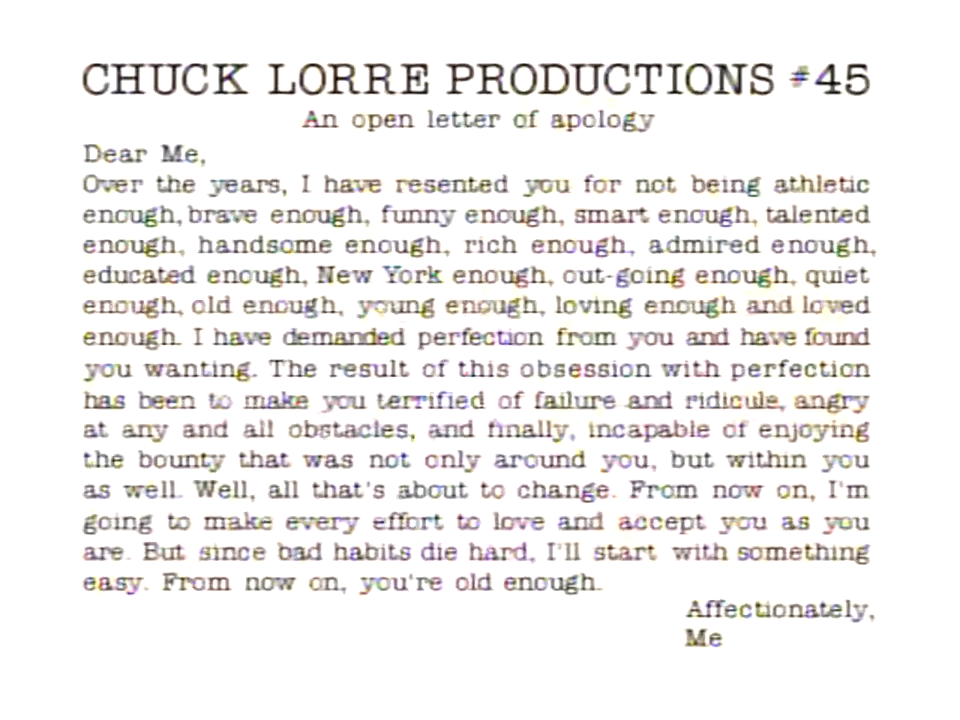 CHUCK LORRE PRODUCTIONS #45
An open letter of apology
Dear Me,
Over the years, I have resented you for not being athletic
enough, brave enough, funny enough, smart enough, talented
enough, handsome enough, rich enough, admired enough,
educated enough, New York enough, out-going enough, quiet
enough, old enough, young enough, loving enough and loved
enough. I have demanded perfection from you and have found
you wanting. The result of this obsession with perfection
has been to make you terrified of failure and ridicule, angry
at any and all obstacles, and finally, incapable of enjoying
the bounty that was not only around you, but within you
as well. Well, all that's about to change. From now on, I'm
going to make every effort to love and accept you as you
are. But since bad habits die hard, I'll start with something
easy. From now on, you're old enough.
Affectionately,
Me